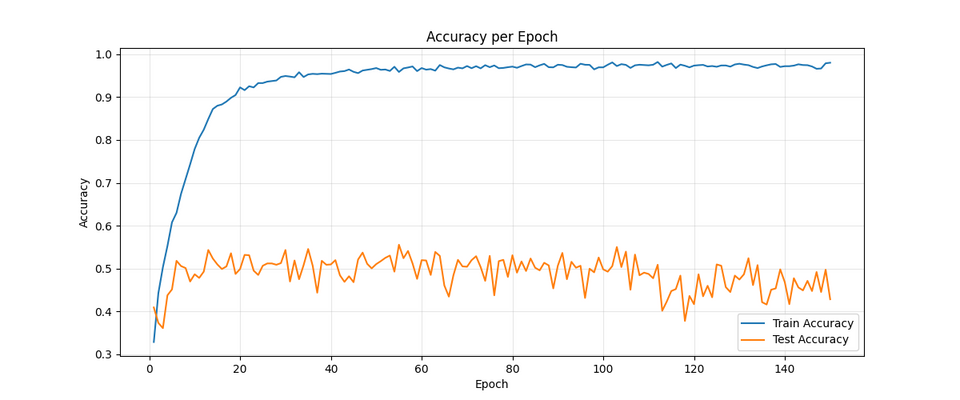 Accuracy per Epoch
1.0
0.9
0.8
0.7
0.6
0.5
0.4
0.3
Accuracy
0 20 40 60 80 100 120 140
Epoch
Train Accuracy
Test Accuracy